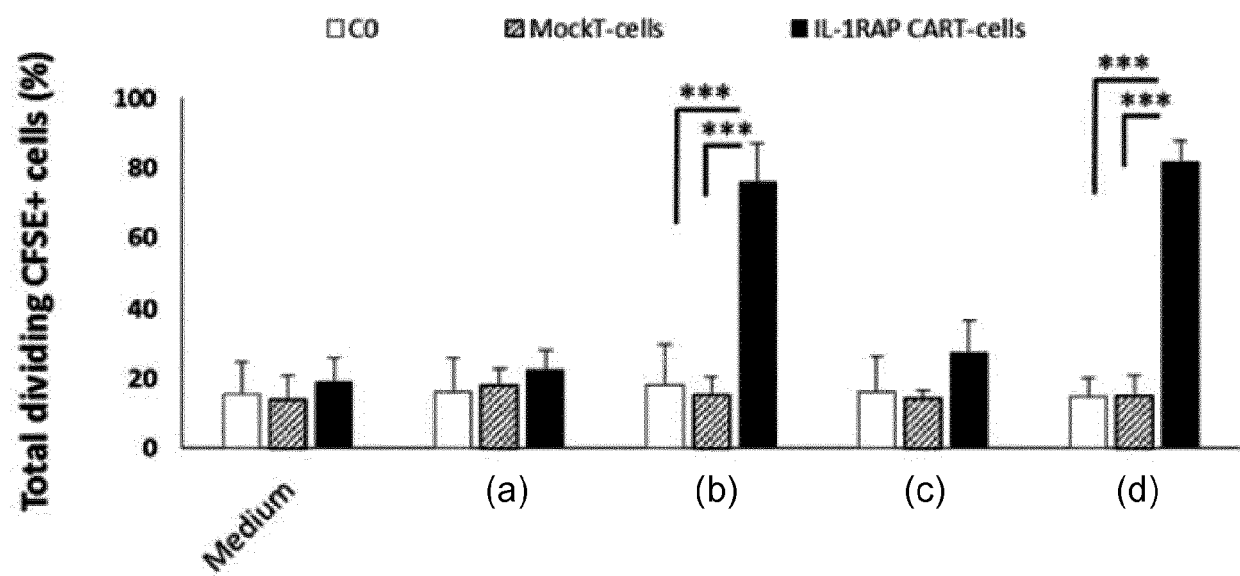 C0 MockT-cells IL-1RAP CART-cells
Total dividing CFSE+ cells (%)
100
80
60
40
20
0
*** ***
*** ***
Medium (a) (b) (c) (d)